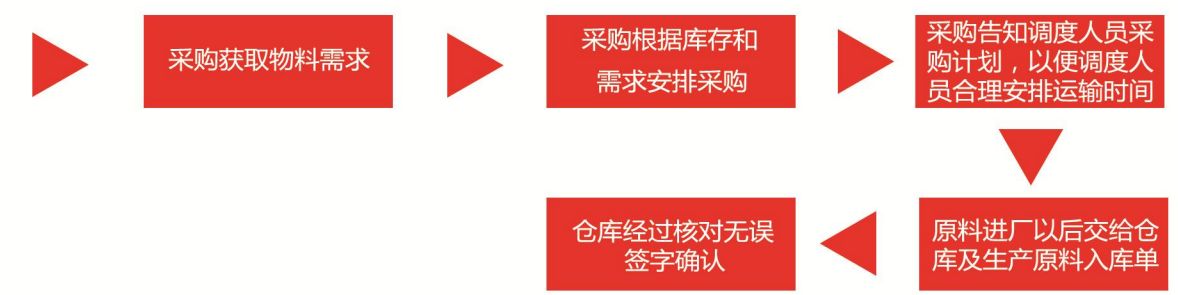 采购获取物料需求
采购根据库存和
需求安排采购
采购告知调度人员采
购计划，以便调度人
员合理安排运输时间
原料进厂以后交给仓
库及生产原料入库单
仓库经过核对无误
签字确认